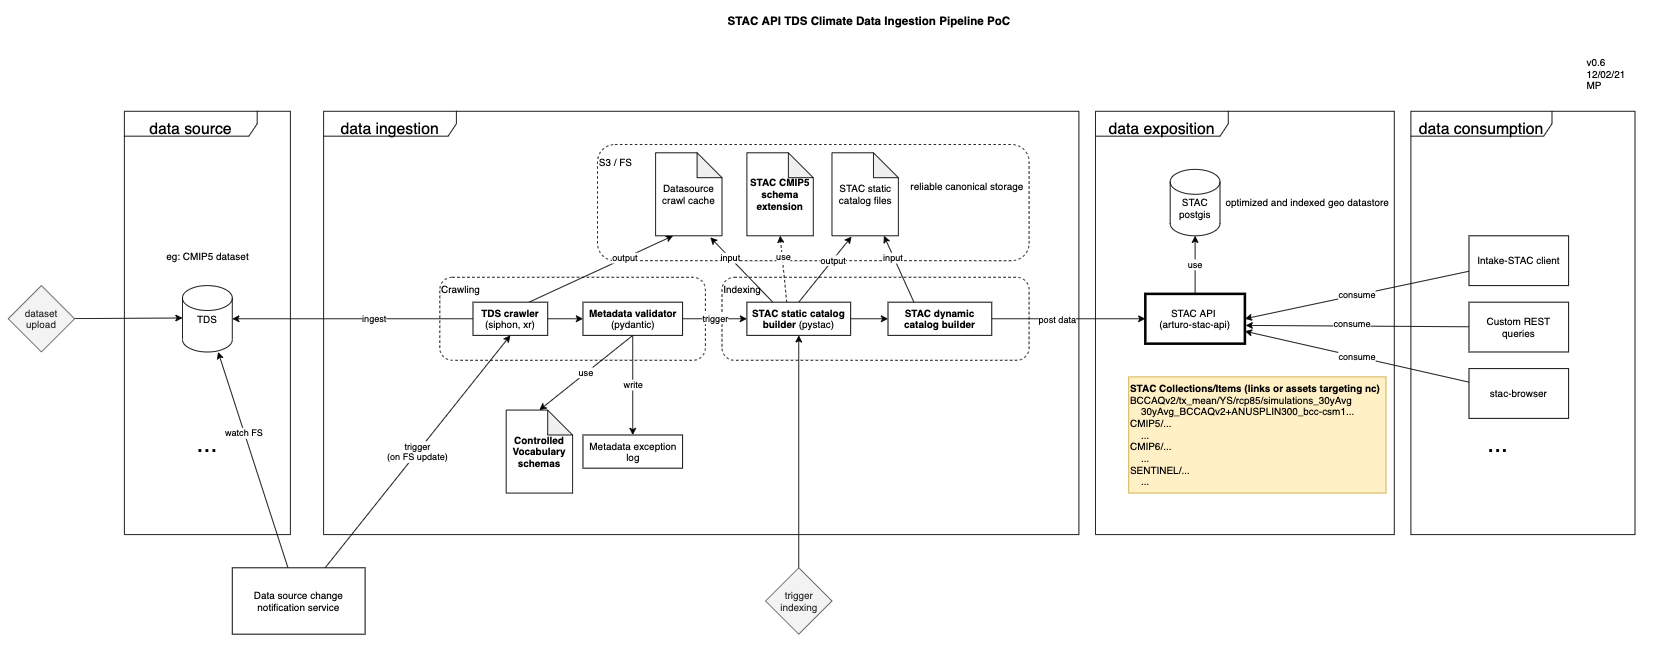 STAC API TDS Climate Data Ingestion Pipeline PoC
v0.6
12/02/21
MP
data source
data ingestion
data exposition
data consumption
eg: CMIP5 dataset
TDS
dataset
upload
watch FS
...
Data source change
notification service
ingest
trigger
(on FS update)
S3 / FS
Datasource
crawl cache
STAC CMIP5
schema
extension
STAC static
catalog files
reliable canonical storage
output
input
use
output
input
Crawling
TDS crawler
(siphon, xr)
Metadata validator
(pydantic)
trigger
Indexing
STAC static catalog
builder (pystac)
STAC dynamic
catalog builder
post data
use
write
Controlled
Vocabulary
schemas
Metadata exception
log
trigger
indexing
STAC
postgis
optimized and indexed geo datastore
use
STAC API
(arturo-stac-api)
STAC Collections/Items (links or assets targeting nc)
BCCAQv2/tx_mean/YS/rcp85/simulations_30yAvg
30yAvg_BCCAQv2+ANUSPLIN300_bcc-csm1...
CMIP5/...
...
CMIP6/...
...
SENTINEL/...
...
consume
consume
consume
Intake-STAC client
Custom REST
queries
stac-browser
...